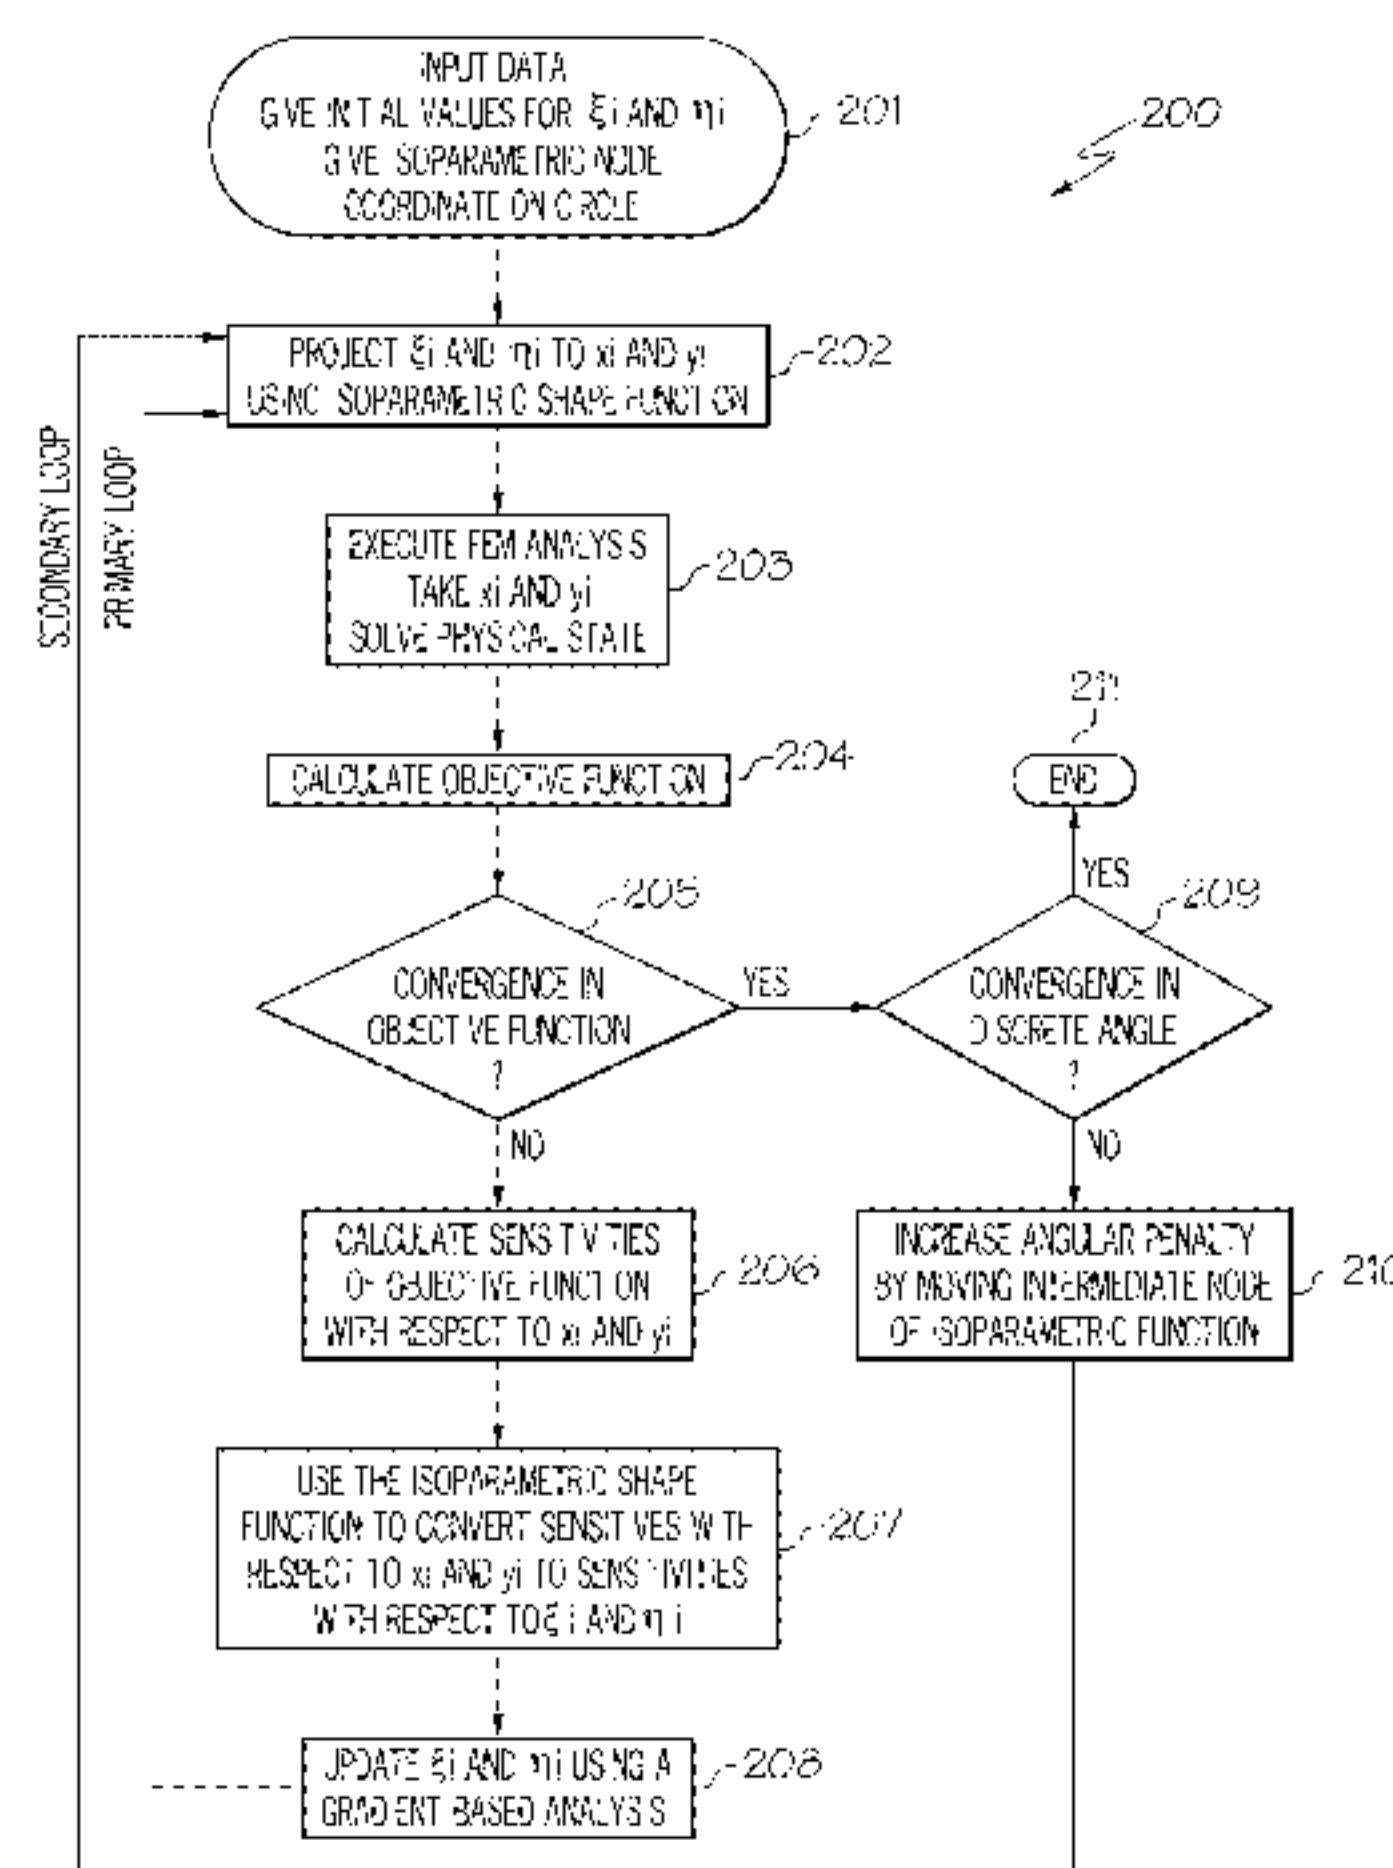 INPUT DATA
GIVE INITIAL VALUES FOR ξi AND ηi
GIVE ISOPARAMETRIC NODE
COORDINATE ON CIRCLE
201
200
PROJECT ξi AND ηi TO xi AND yi
USING ISOPARAMETRIC SHAPE FUNCTION
202
SECONDARY LOOP
PRIMARY LOOP
EXECUTE FEM ANALYSIS
TAKE xi AND yi
SOLVE PHYSICAL STATE
203
CALCULATE OBJECTIVE FUNCTION
204
211
END
YES
CONVERGENCE IN
OBJECTIVE FUNCTION
?
205
YES
CONVERGENCE IN
DISCRETE ANGLE
?
209
NO
NO
CALCULATE SENSITIVITIES
OF OBJECTIVE FUNCTION
WITH RESPECT TO xi AND yi
206
INCREASE ANGULAR PENALTY
BY MOVING INTERMEDIATE NODE
OF ISOPARAMETRIC FUNCTION
210
USE THE ISOPARAMETRIC SHAPE
FUNCTION TO CONVERT SENSITIVES WITH
RESPECT TO xi AND yi TO SENSITIVITIES
WITH RESPECT TO ξi AND ηi
207
UPDATE ξi AND ηi USING A
GRADIENT BASED ANALYSIS
208